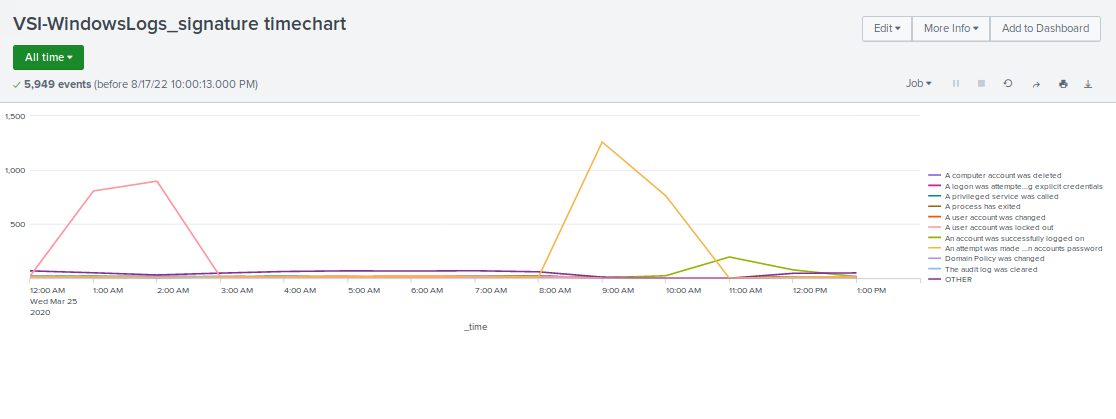 VSI-WindowsLogs_signature timechart
Edit
More Info
Add to Dashboard
All time
5,949 events (before 8/17/22 10:00:13.000 PM)
Job
1,500
1,000
500
12:00 AM
Wed Mar 25
2020
1:00 AM
2:00 AM
3:00 AM
4:00 AM
5:00 AM
6:00 AM
7:00 AM
8:00 AM
9:00 AM
10:00 AM
11:00 AM
12:00 PM
1:00 PM
_time
A computer account was deleted
A logon was attempte...g explicit credentials
A privileged service was called
A process has exited
A user account was changed
A user account was locked out
An account was successfully logged on
An attempt was made ...n accounts password
Domain Policy was changed
The audit log was cleared
OTHER